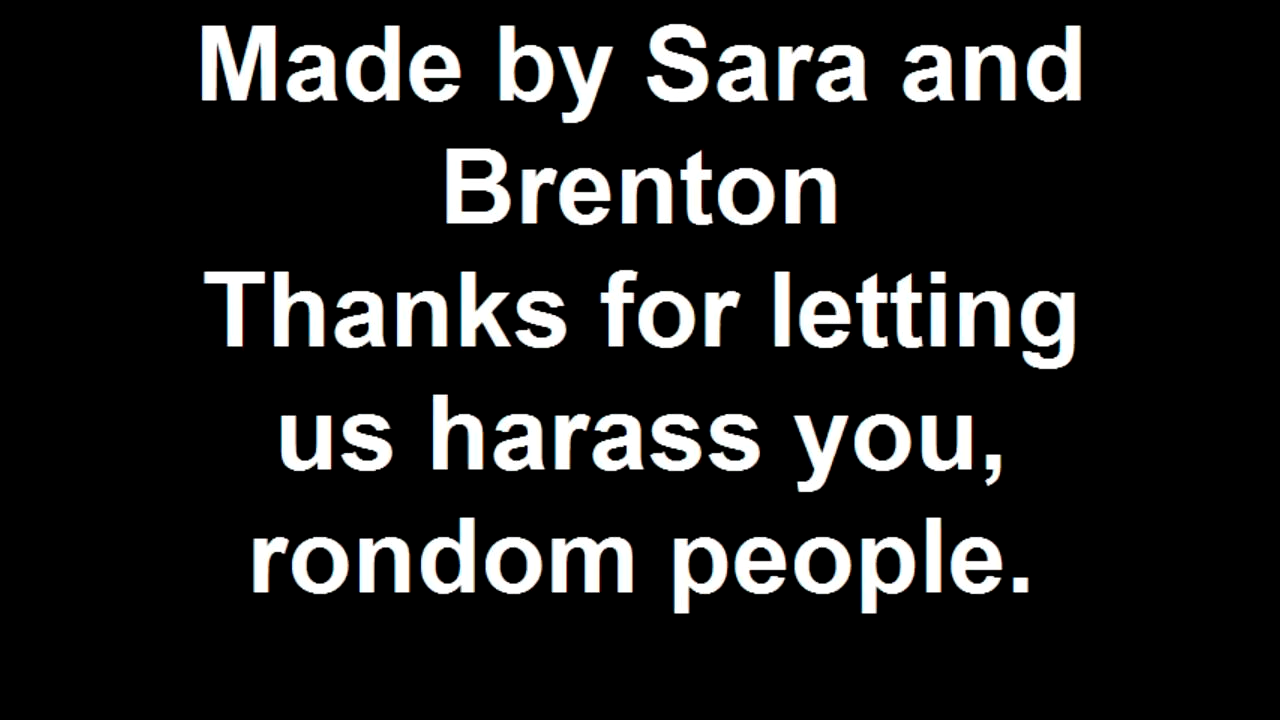 Made by Sara and
Brenton
Thanks for letting
us harass you,
rondom people.